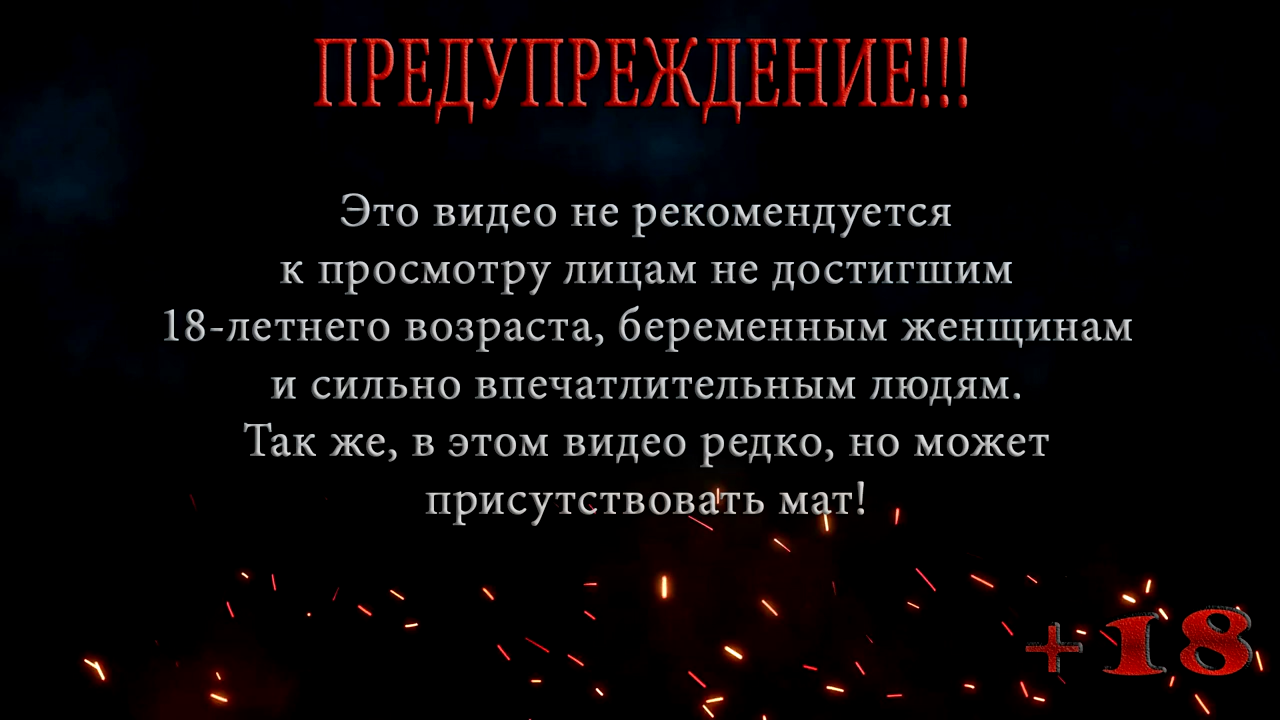 ПРЕДУПРЕЖДЕНИЕ!!!
Это видео не рекомендуется
к просмотру лицам не достигшим
18-летнего возраста, беременным женщинам
и сильно впечатлительным людям.
Так же, в этом видео редко, но может
присутствовать мат!
+18